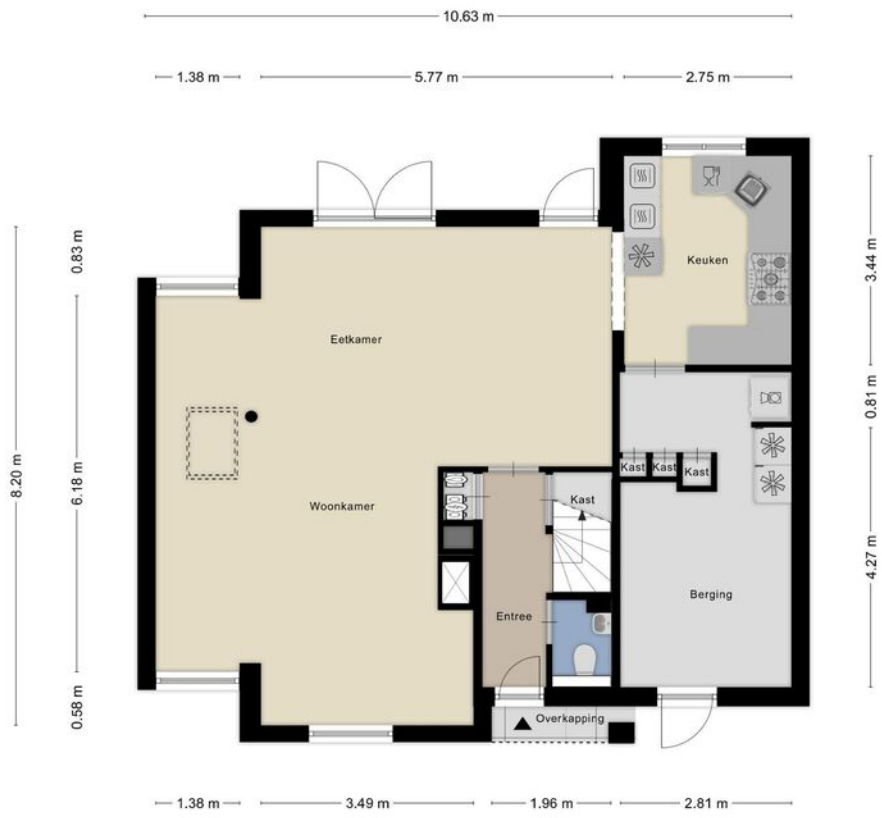 10.63 m
1.38 m
5.77 m
2.75 m
0.83 m
3.44 m
Keuken
Eetkamer
0.81 m
8.20 m
6.18 m
Kast
Kast
Kast
Kast
Woonkamer
4.27 m
Berging
Entree
0.58 m
Overkapping
1.38 m
3.49 m
1.96 m
2.81 m